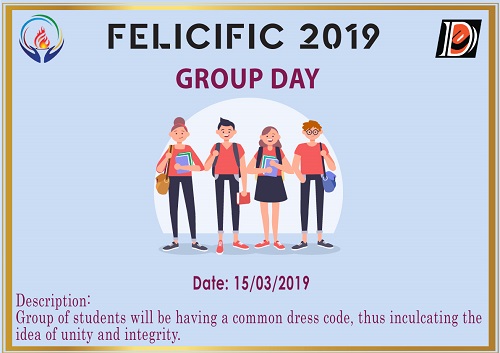 FELICIFIC 2019
GROUP DAY
Date: 15/03/2019
Description:
Group of students will be having a common dress code, thus inculcating the
idea of unity and integrity.